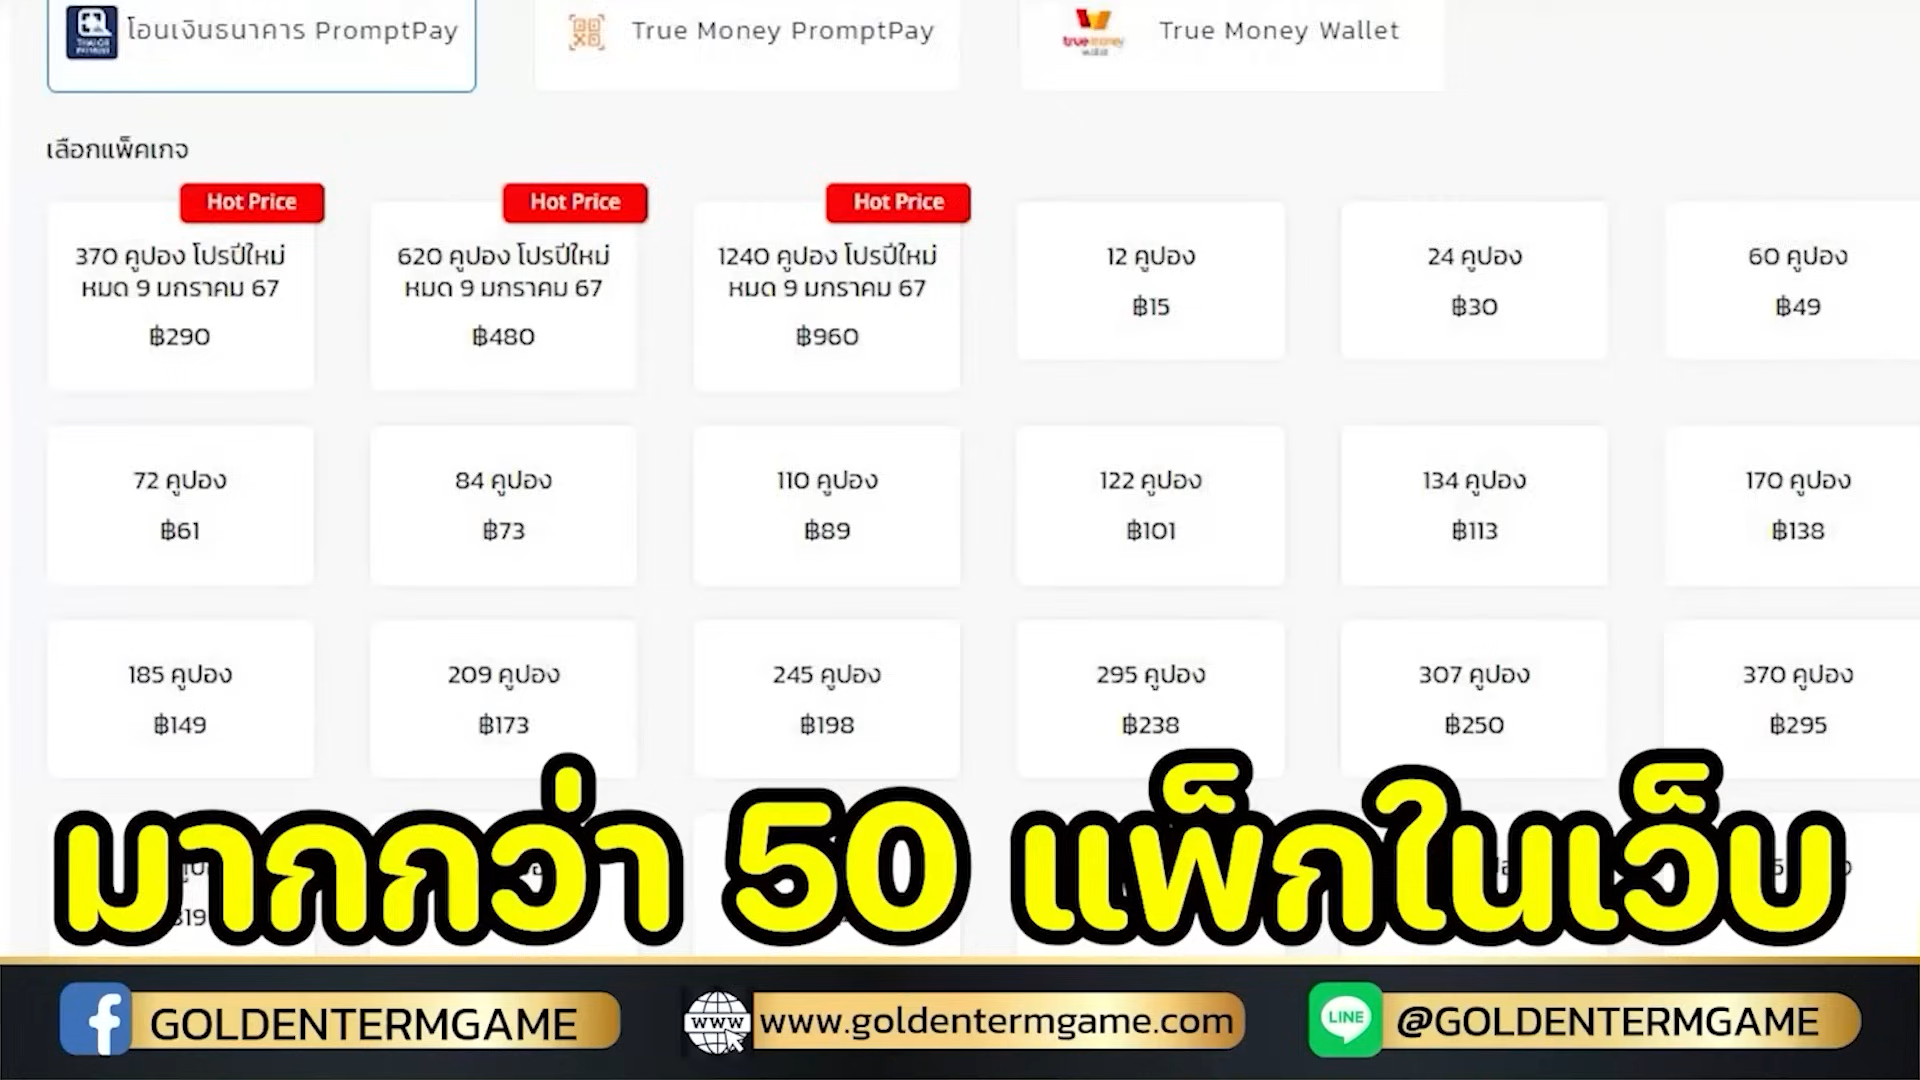 โอนเงินธนาคาร PromptPay
True Money PromptPay
true money
wallet
True Money Wallet
เลือกแพ็คเกจ
Hot Price
Hot Price
Hot Price
370 คูปอง โปรปีใหม่
หมด 9 มกราคม 67
฿290
620 คูปอง โปรปีใหม่
หมด 9 มกราคม 67
฿480
1240 คูปอง โปรปีใหม่
หมด 9 มกราคม 67
฿960
12 คูปอง
฿15
24 คูปอง
฿30
60 คูปอง
฿49
72 คูปอง
฿61
84 คูปอง
฿73
110 คูปอง
฿89
122 คูปอง
฿101
134 คูปอง
฿113
170 คูปอง
฿138
185 คูปอง
฿149
209 คูปอง
฿173
245 คูปอง
฿198
295 คูปอง
฿238
307 คูปอง
฿250
370 คูปอง
฿295
มากกว่า 50 แพ็กในเว็บ
GOLDENTERMGAME
www
www.goldentermgame.com
LINE
@GOLDENTERMGAME